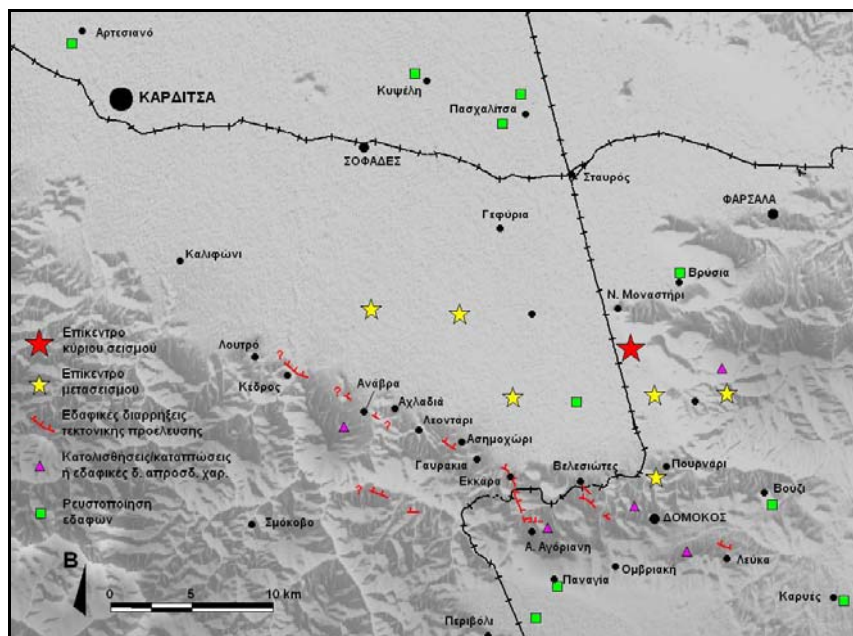 Αρτεσιανό
ΚΑΡΔΙΤΣΑ
Κυψέλη
Πασχαλίτσα
ΣΟΦΑΔΕΣ
Σταυρός
ΦΑΡΣΑΛΑ
Γεφύρια
Καλιφώνι
Βρύσια
Ν. Μοναστήρι
Επίκεντρο
κύριου σεισμού
Λουτρό
?
Κέδρος
Επίκεντρο
μετασεισμού
?
Ανάβρα
Αχλαδιά
Εδαφικές διαρρήξεις
τεκτονικής προέλευσης
?
Λεοντάρι
Ασημοχώρι
Κατολισθήσεις/καταπτώσεις
ή εδαφικές δ. απροσδ. χαρ.
Γαυράκια
Εκκάρα
Βελεσιώτες
Πουρνάρι
?
Βούζι
Ρευστοποίηση
εδαφών
Σμόκοβο
ΔΟΜΟΚΟΣ
Α. Αγόριανη
Β
Λεύκα
Ομβριακή
Παναγία
0 5 10 km
Καρυές
Περιβόλι